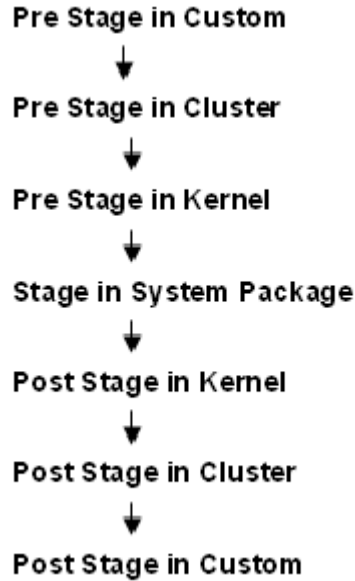 Pre Stage in Custom
Pre Stage in Cluster
Pre Stage in Kernel
Stage in System Package
Post Stage in Kernel
Post Stage in Cluster
Post Stage in Custom